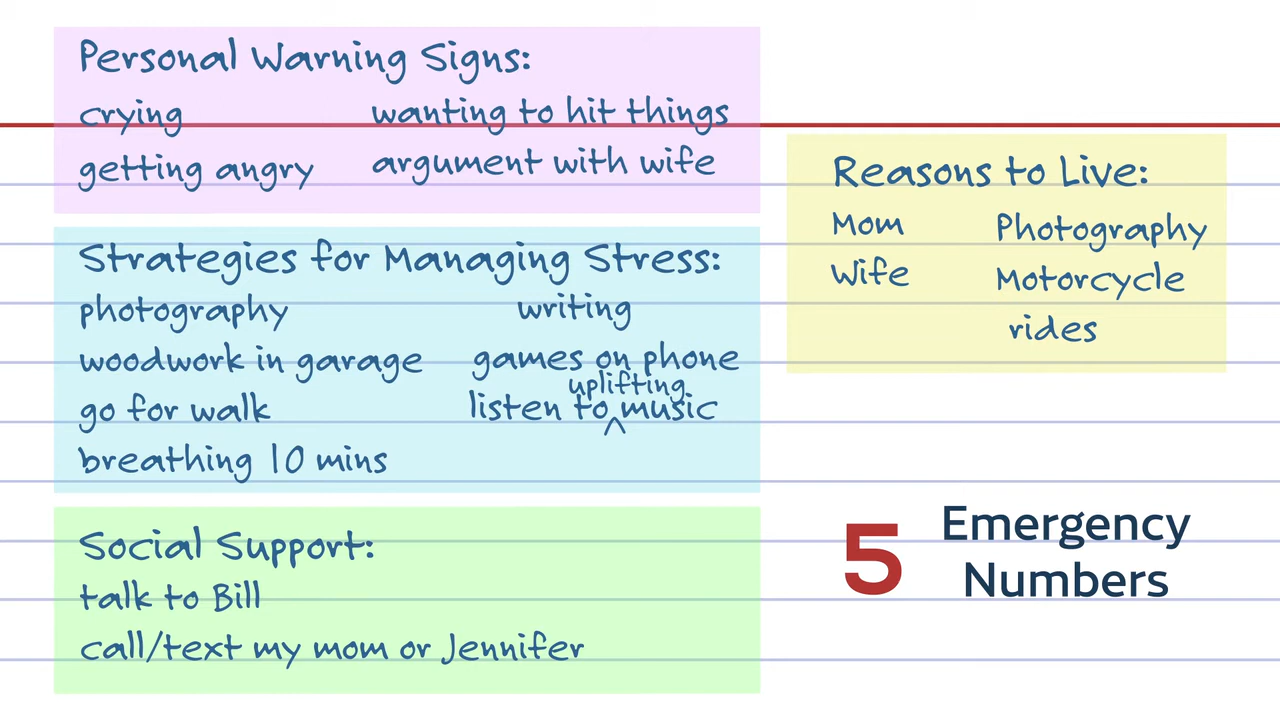 Personal Warning Signs:
crying
wanting to hit things
getting angry
argument with wife
Strategies for Managing Stress:
photography
writing
woodwork in garage
games on phone
go for walk
listen to ^ uplifting music
breathing 10 mins
Social Support:
talk to Bill
call/text my mom or Jennifer
Reasons to Live:
Mom
Photography
Wife
Motorcycle
rides
5 Emergency
Numbers